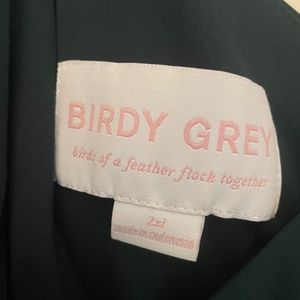 BIRDY GREY
birds of a feather flock together
2xl
made in indonesia